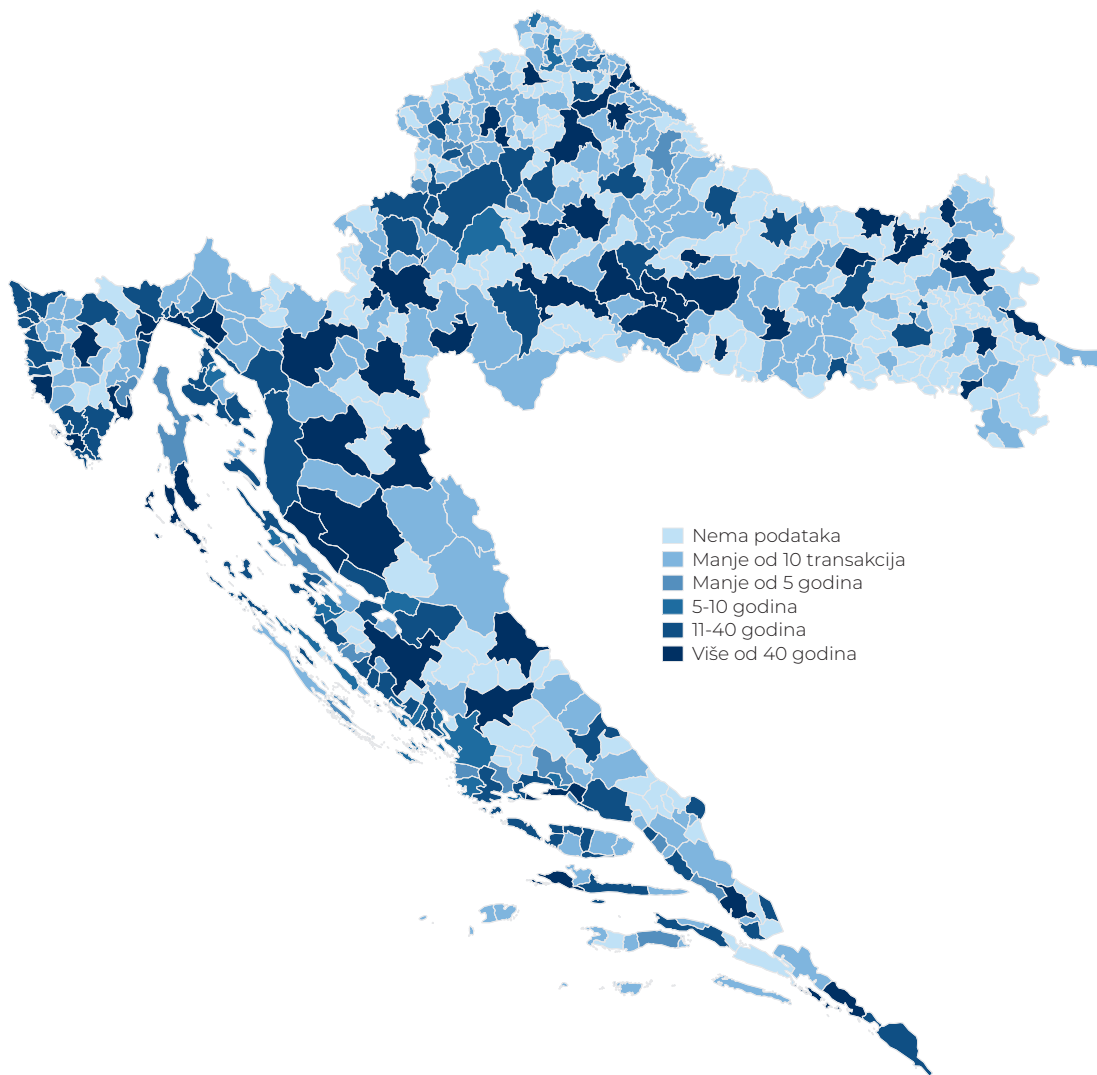 Nema podataka
Manje od 10 transakcija
Manje od 5 godina
5-10 godina
11-40 godina
Više od 40 godina